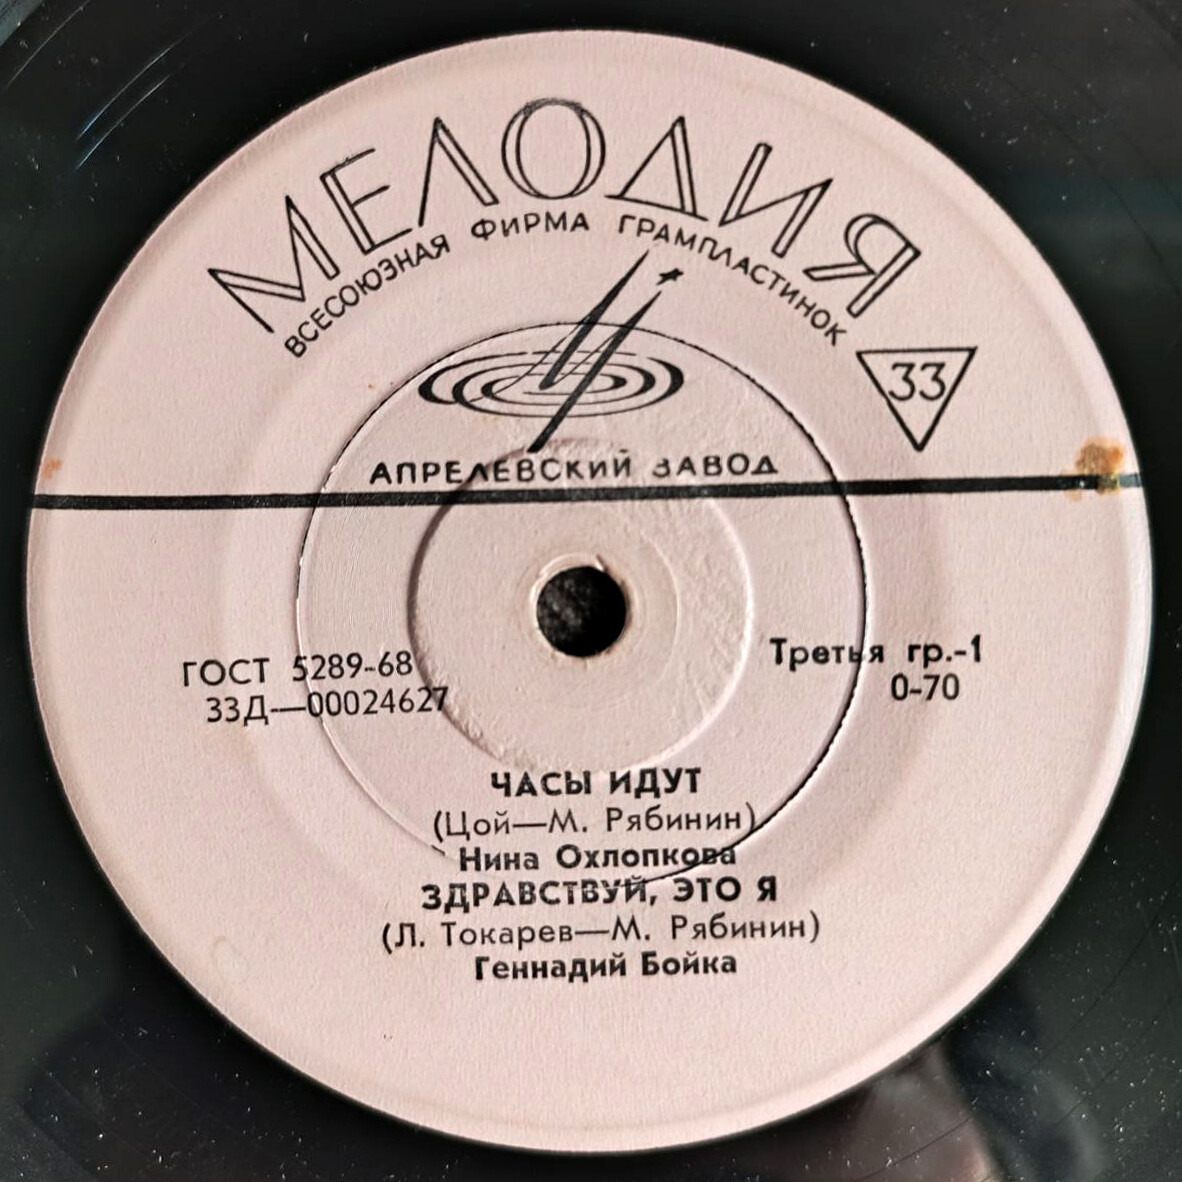 МЕЛОДИЯ
ВСЕСОЮЗНАЯ ФИРМА ГРАМПЛАСТИНОК
33
АПРЕЛЕВСКИЙ ЗАВОД
ГОСТ 5289-68
33Д—00024627
Третья гр.-1
0-70
ЧАСЫ ИДУТ
(Цой—М. Рябинин)
Нина Охлопкова
ЗДРАВСТВУЙ, ЭТО Я
(Л. Токарев—М. Рябинин)
Геннадий Бойка